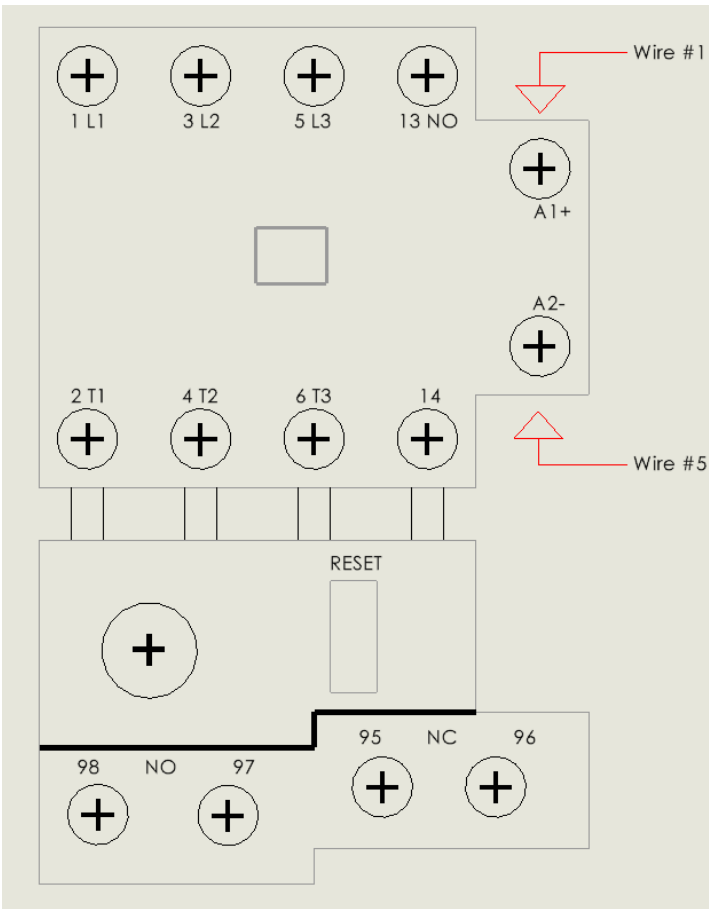 Wire #1
1 L1 3 L2 5 L3 13 NO
A1+
A2-
2 T1 4 T2 6 T3 14
Wire #5
RESET
95 NC 96
98 NO 97